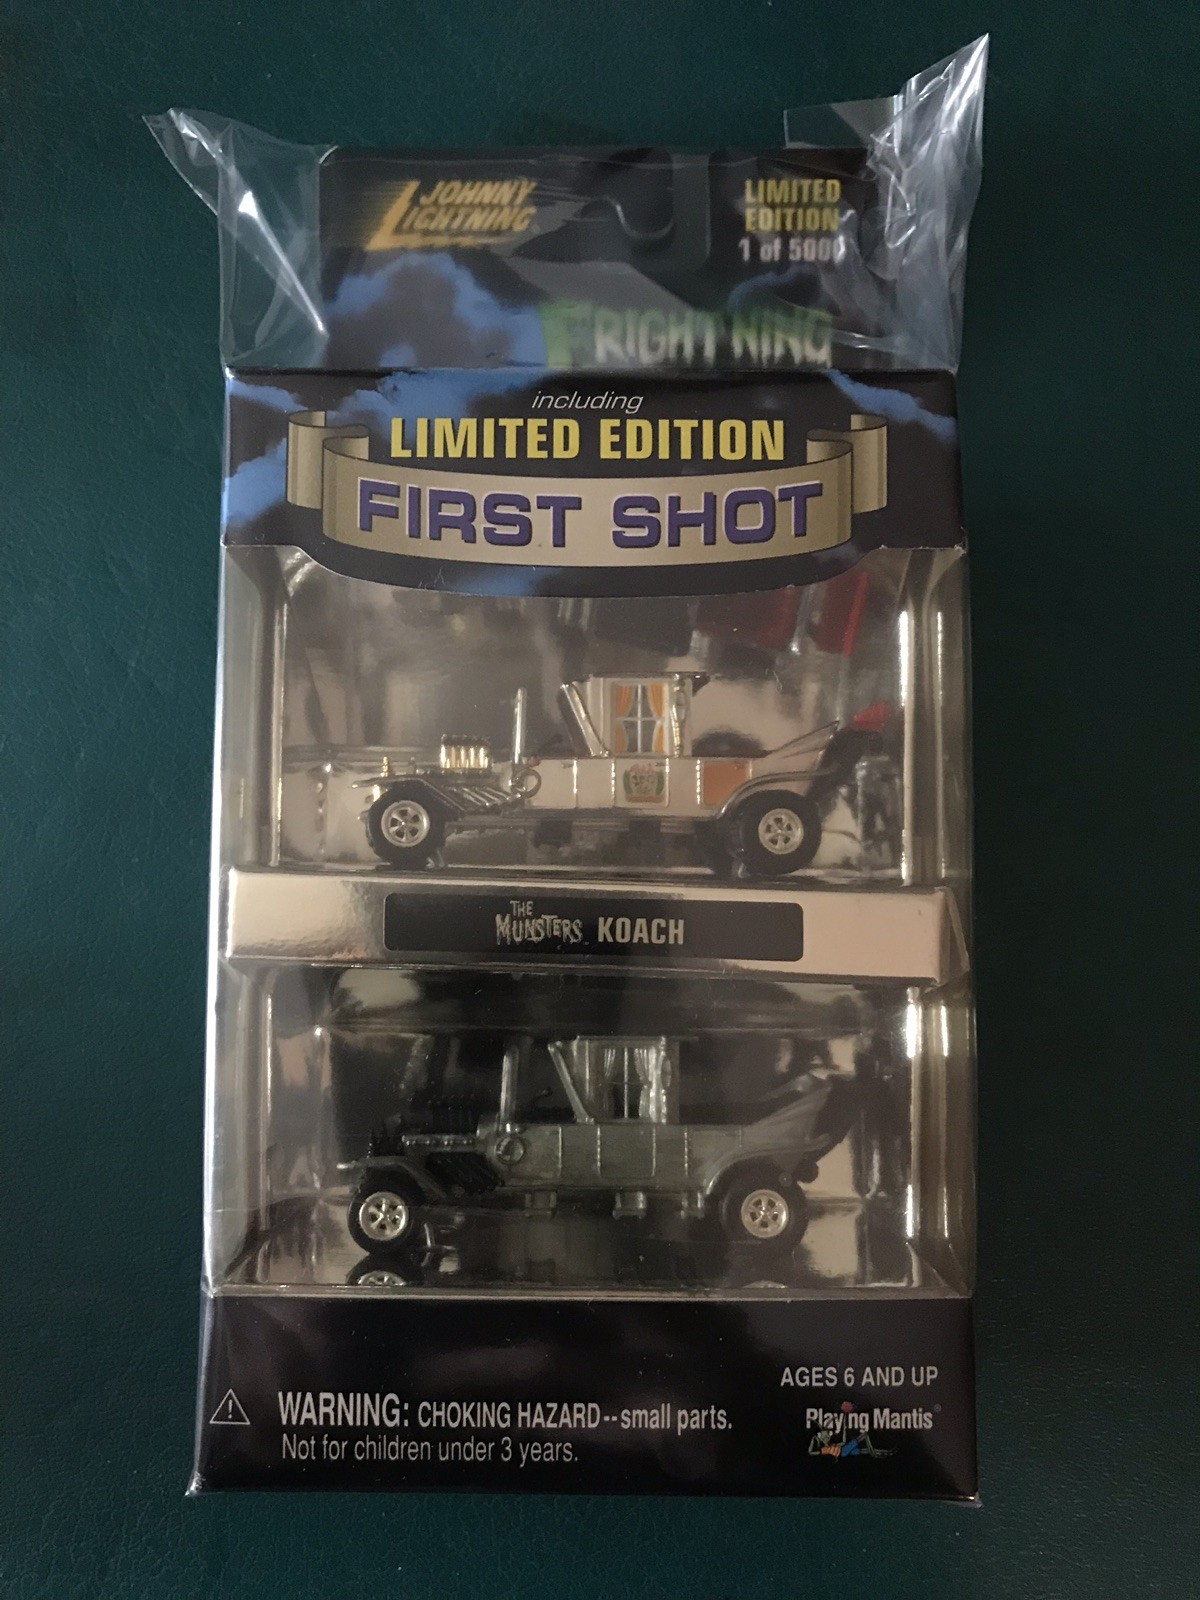 JOHNNY
LIGHTNING
LIMITED
EDITION
1 of 5000
FRIGHTNING
including
LIMITED EDITION
FIRST SHOT
THE
MUNSTERS KOACH
AGES 6 AND UP
WARNING: CHOKING HAZARD--small parts.
Not for children under 3 years.
Playing Mantis®